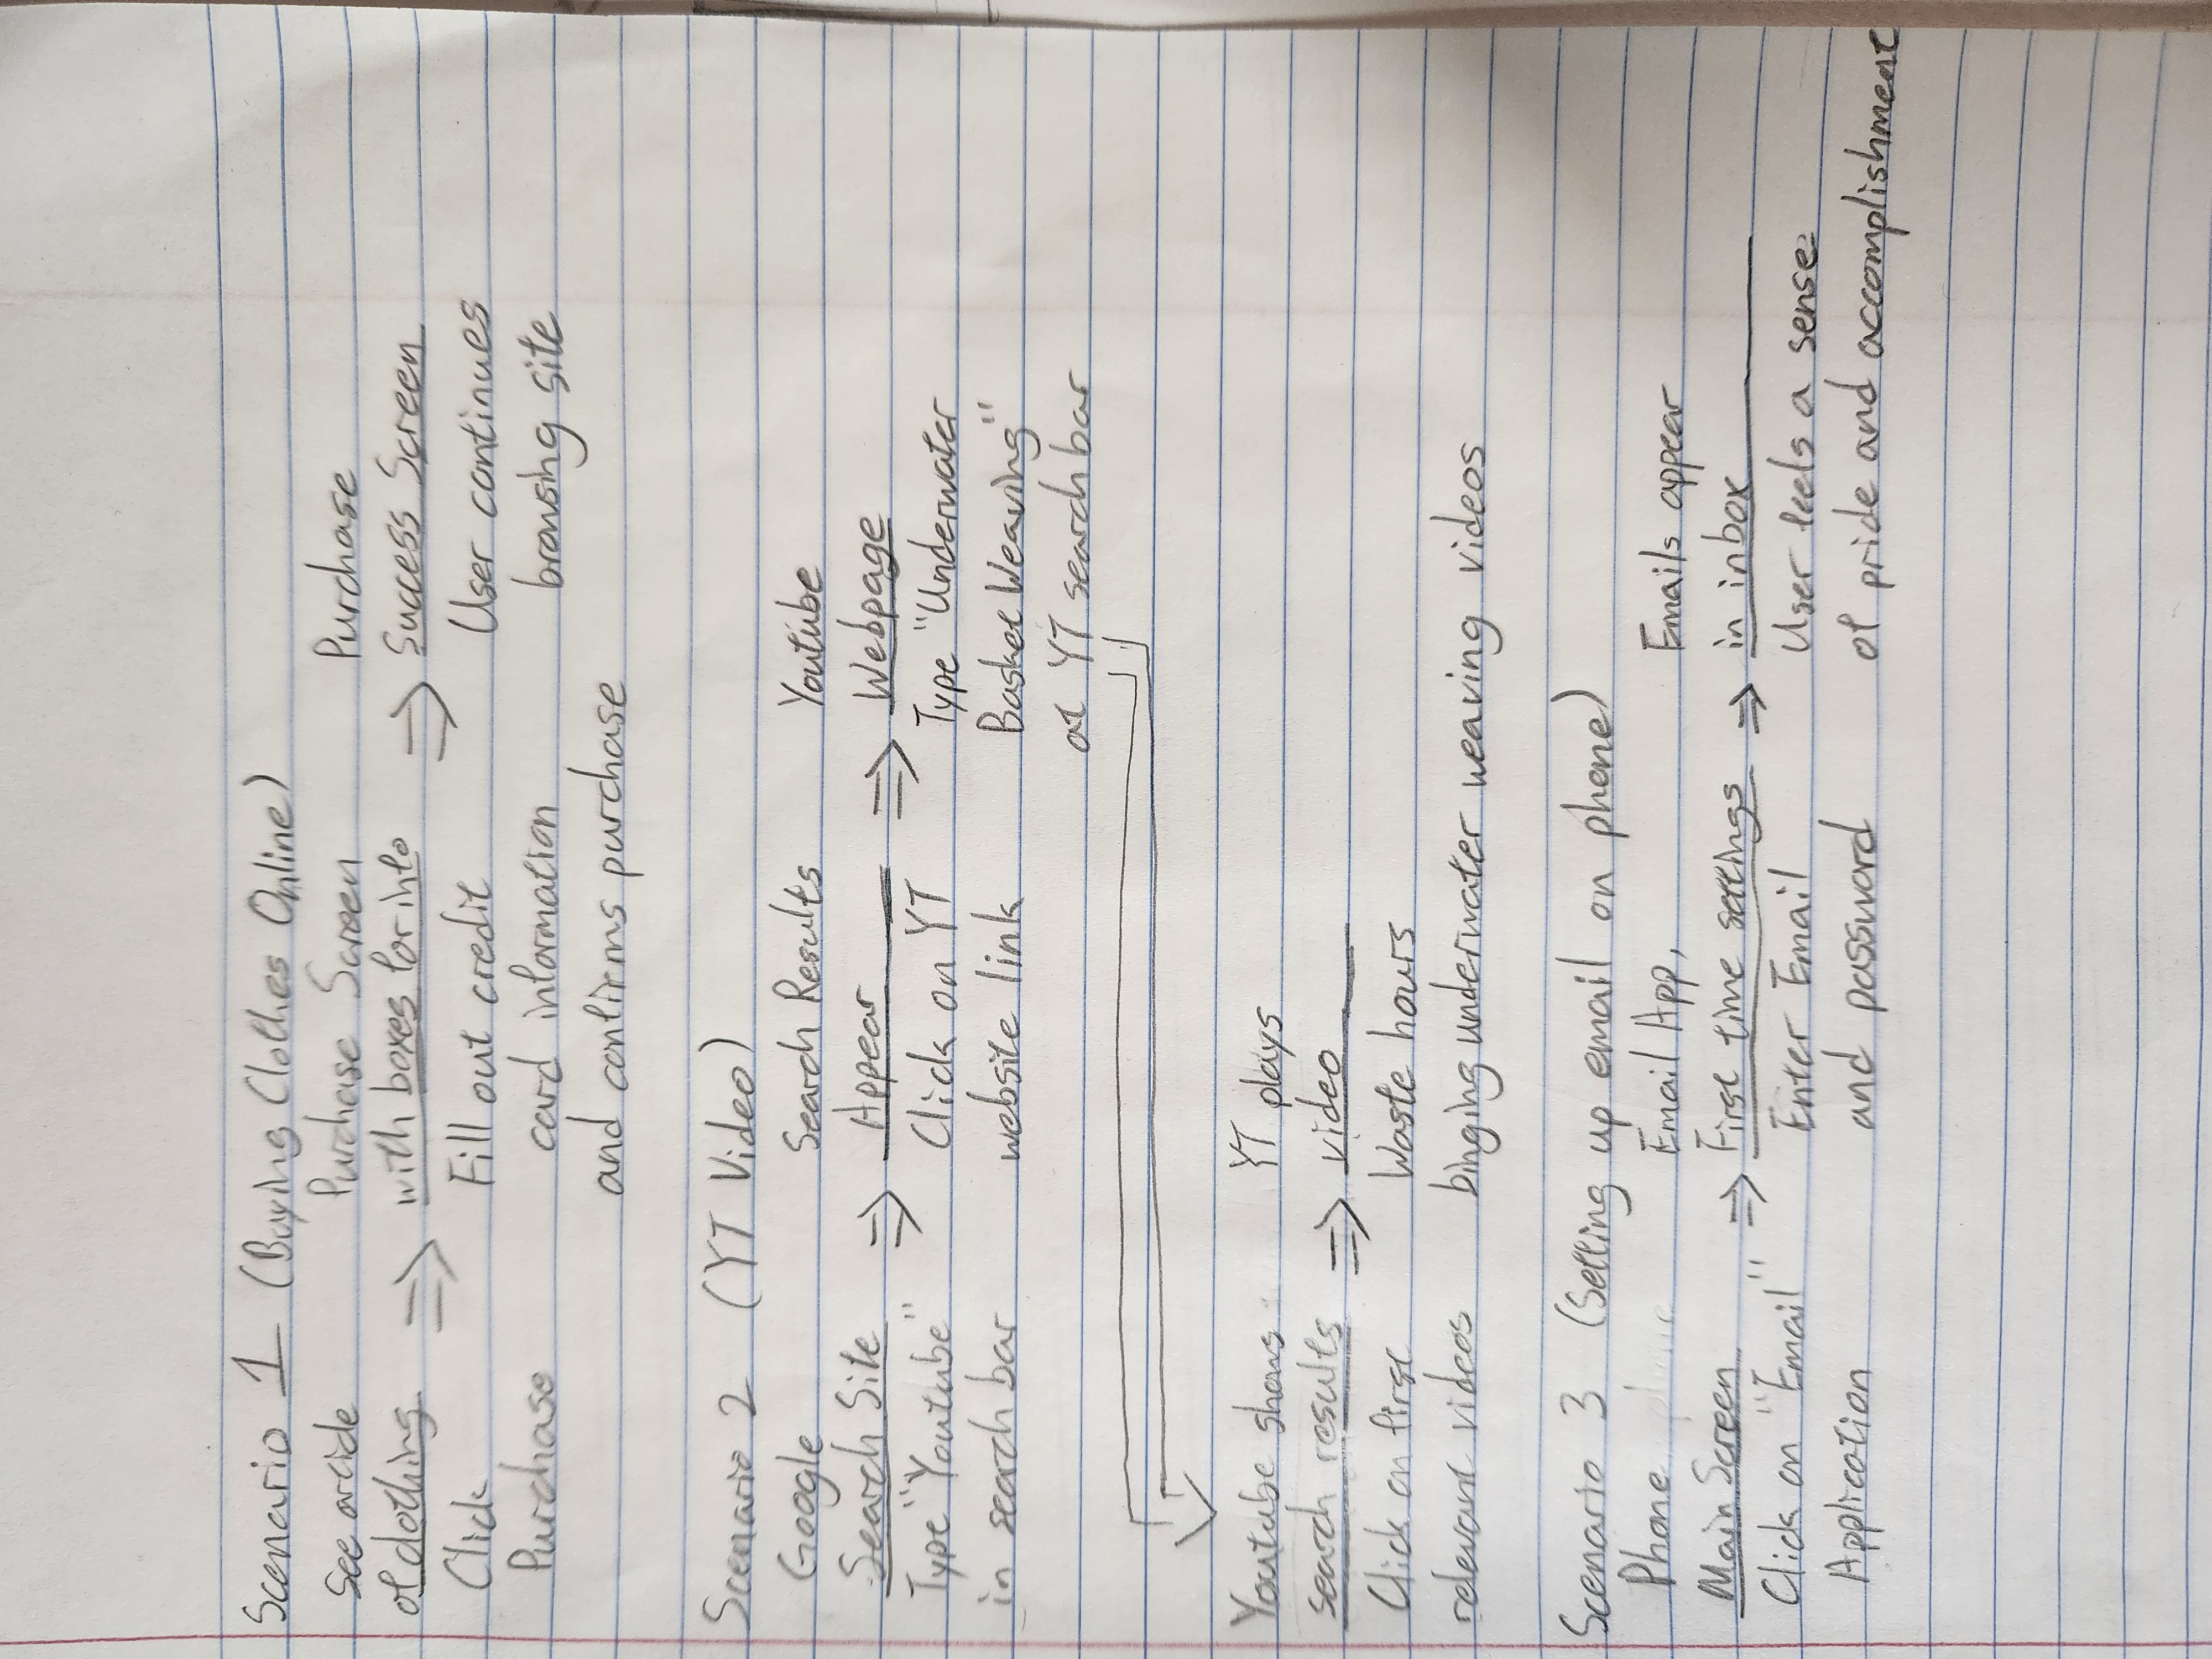 Scenario 1 (Buying Clothes Online)
See article
of clothing
Click
Purchase
⇒
Purchase Screen
with boxes for info
Fill out credit
card information
and confirms purchase
⇒
Purchase
Success Screen
User continues
browsing site
Scenario 2 (YT Video)
Google
Search Site
Type "Youtube"
in search bar
⇒
Search Results
Appear
Click on YT
website link
⇒
Youtube
Webpage
Type "Underwater
Basket Weaving"
at YT search bar
Youtube shows
search results
Click on first
relevant videos
⇒
YT plays
video
Waste hours
binging underwater weaving videos
Scenario 3 (Setting up email on phone)
Phone
Main Screen
Click on "Email"
Application
⇒
Email App,
First time settings
Enter Email
and password
⇒
Emails appear
in inbox
User feels a sense
of pride and accomplishment